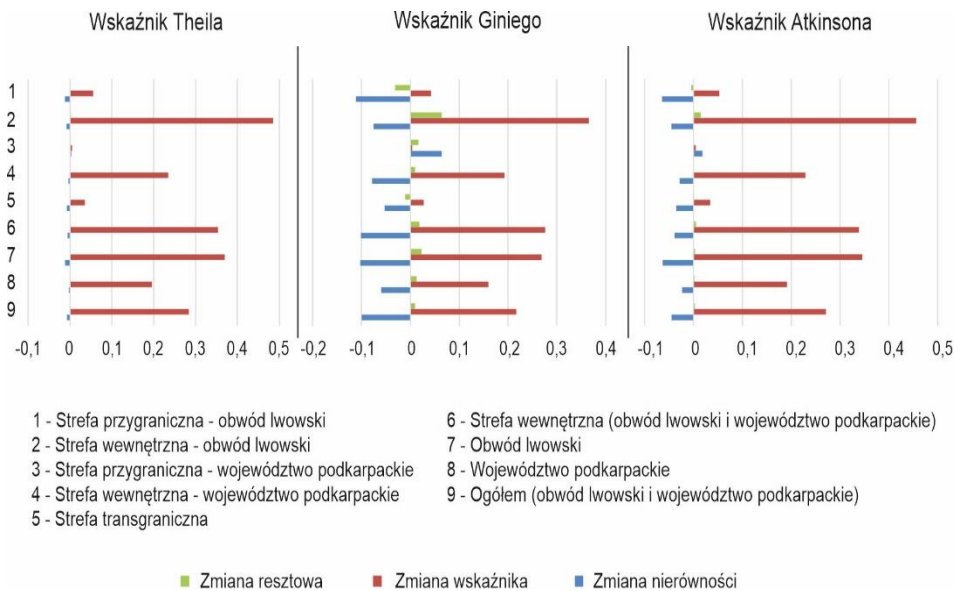 Wskaźnik Theila
Wskaźnik Giniego
Wskaźnik Atkinsona
1
2
3
4
5
6
7
8
9
-0,1 0 0,1 0,2 0,3 0,4 0,5
-0,2 -0,1 0 0,1 0,2 0,3 0,4
-0,1 0 0,1 0,2 0,3 0,4 0,5
1 - Strefa przygraniczna - obwód lwowski
2 - Strefa wewnętrzna - obwód lwowski
3 - Strefa przygraniczna - województwo podkarpackie
4 - Strefa wewnętrzna - województwo podkarpackie
5 - Strefa transgraniczna
6 - Strefa wewnętrzna (obwód lwowski i województwo podkarpackie)
7 - Obwód lwowski
8 - Województwo podkarpackie
9 - Ogółem (obwód lwowski i województwo podkarpackie)
Zmiana resztowa Zmiana wskaźnika Zmiana nierówności